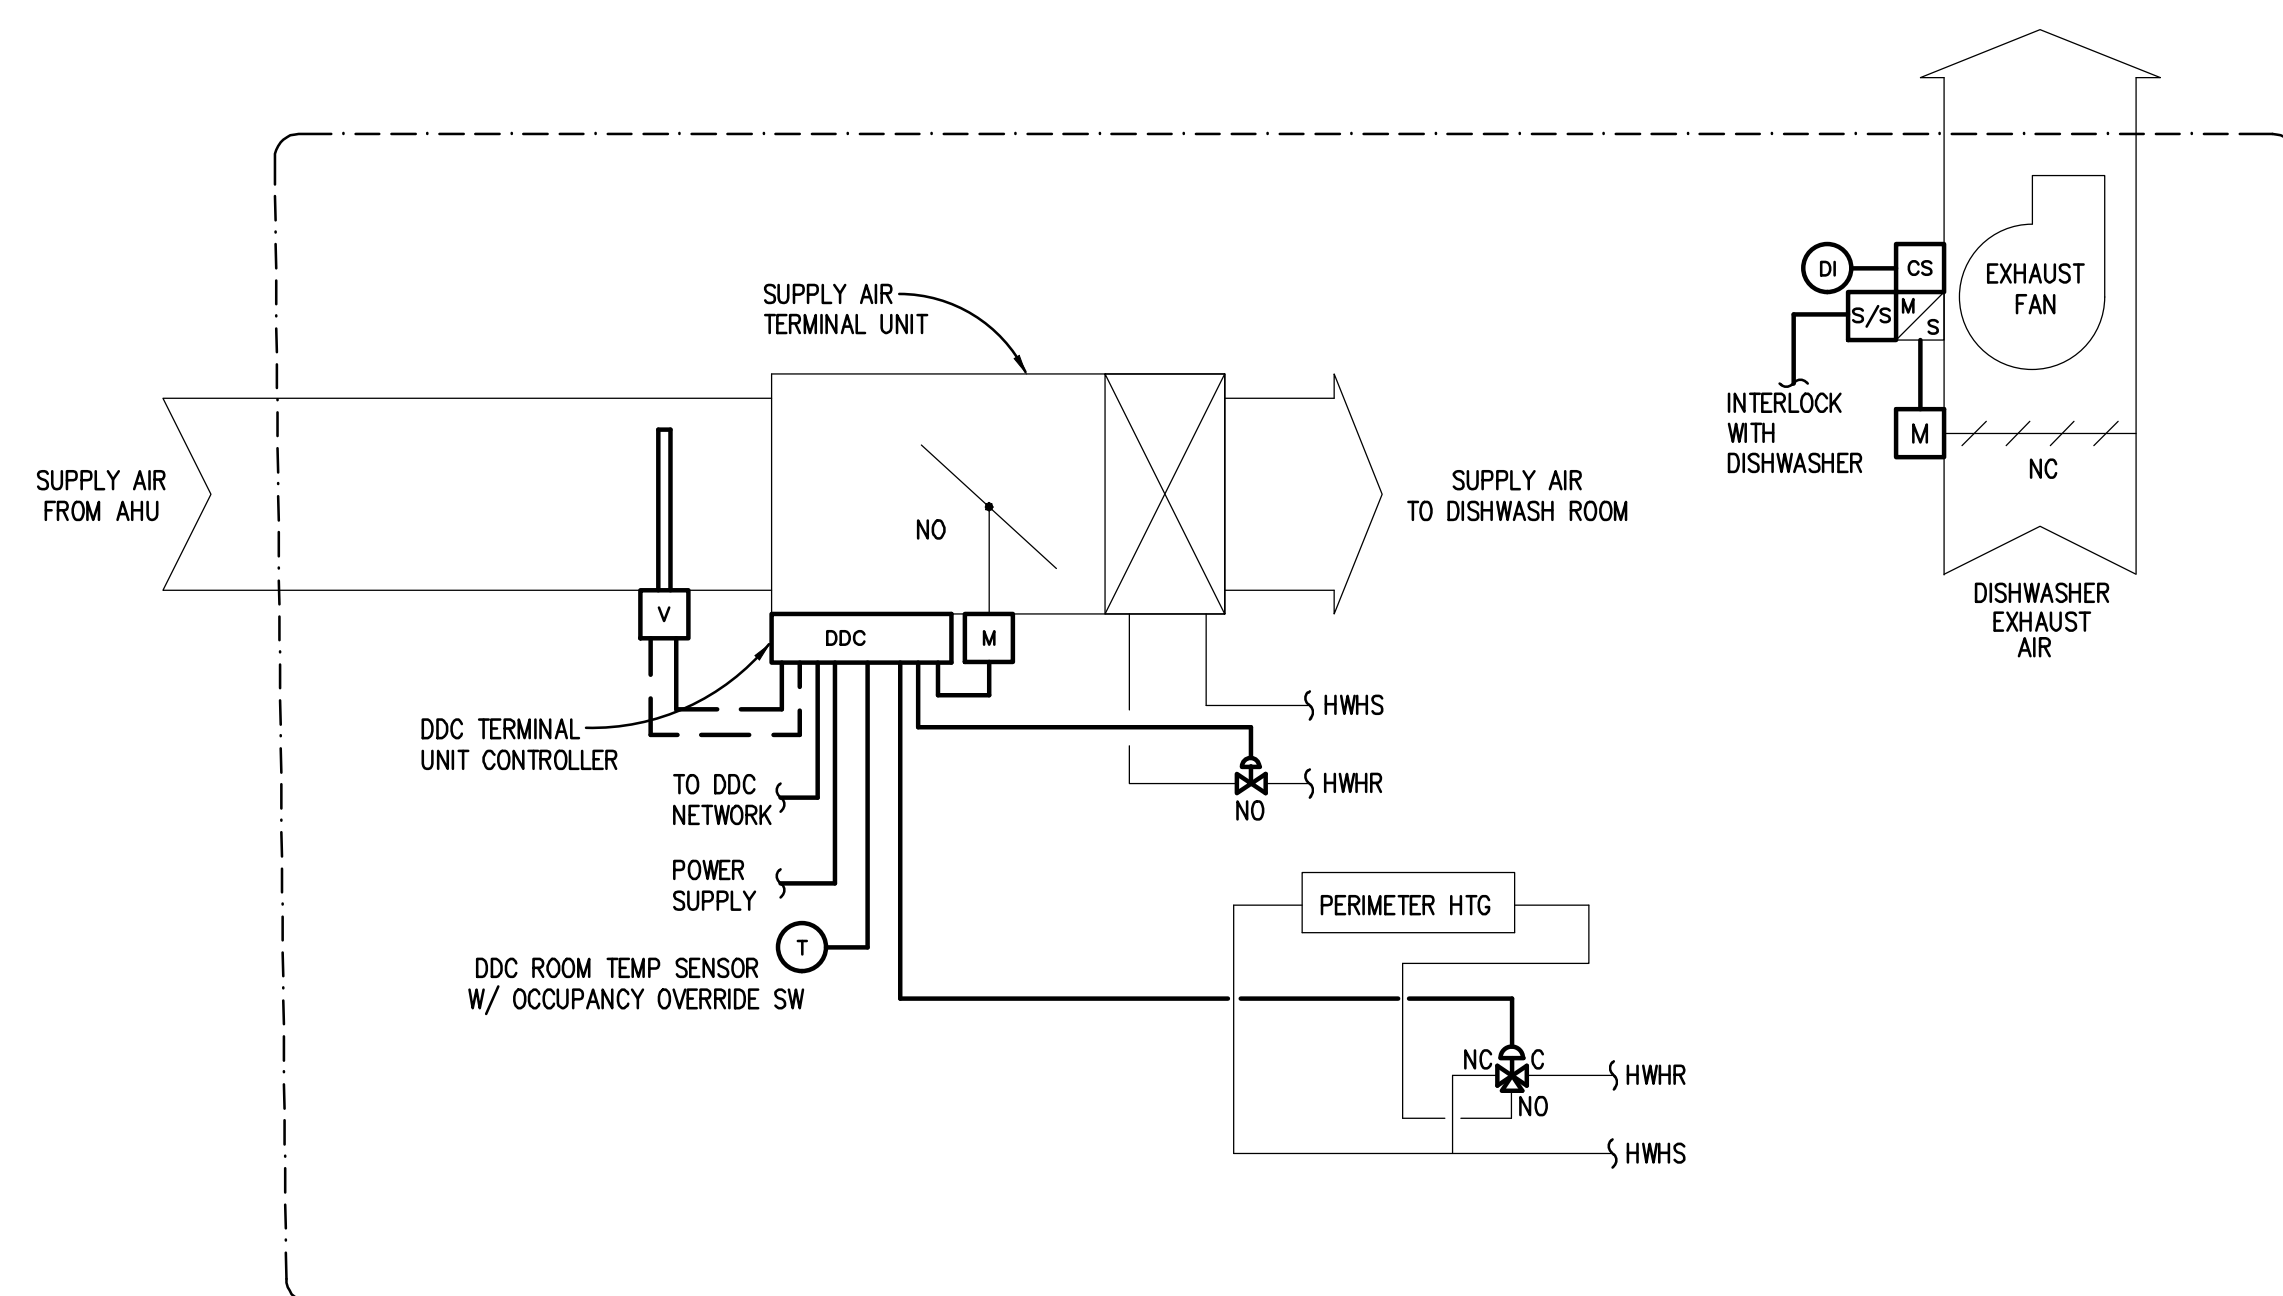 SUPPLY AIR
FROM AHU
SUPPLY AIR
TERMINAL UNIT
NO
V
DDC
M
DDC TERMINAL
UNIT CONTROLLER
TO DDC
NETWORK
POWER
SUPPLY
T
DDC ROOM TEMP SENSOR
W/ OCCUPANCY OVERRIDE SW
SUPPLY AIR
TO DISHWASH ROOM
HWHS
HWHR
NO
PERIMETER HTG
NC
C
NO
HWHR
HWHS
DI
CS
S/S
M
S
EXHAUST
FAN
INTERLOCK
WITH
DISHWASHER
M
NC
DISHWASHER
EXHAUST
AIR